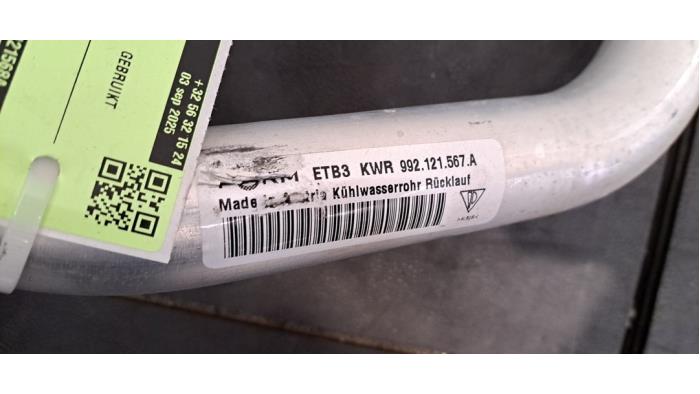 ETB3 KWR 992.121.567.A
Made Kühlwasserrohr Rücklauf
GEBRUIKT
+ 32 56 32 15 24
03 sep 2025